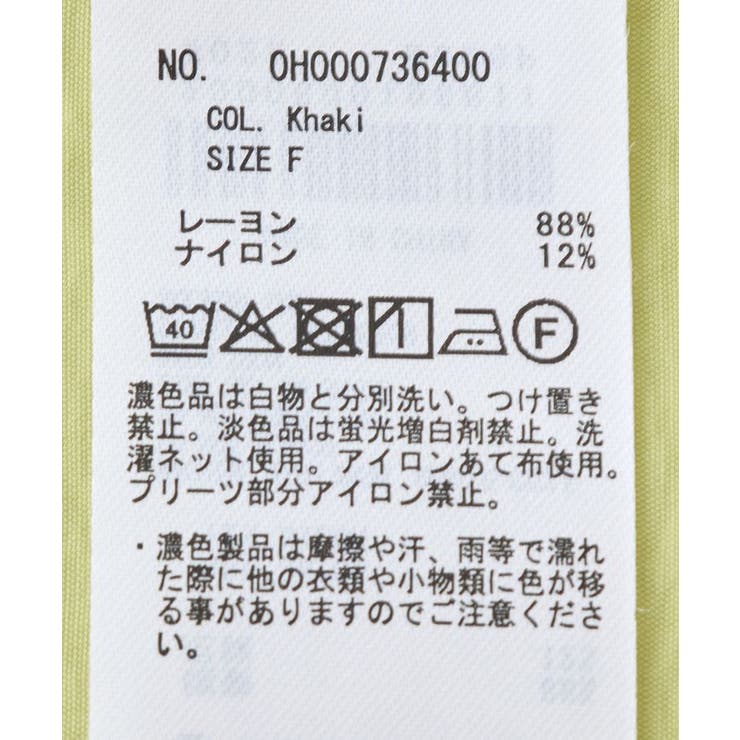 NO. 0H000736400
COL. Khaki
SIZE F
レーヨン 88%
ナイロン 12%
40
F
濃色品は白物と分別洗い。つけ置き
禁止。淡色品は蛍光増白剤禁止。洗
濯ネット使用。アイロンあて布使用。
プリーツ部分アイロン禁止。
・濃色製品は摩擦や汗、雨等で濡れ
た際に他の衣類や小物類に色が移
る事がありますのでご注意くださ
い。